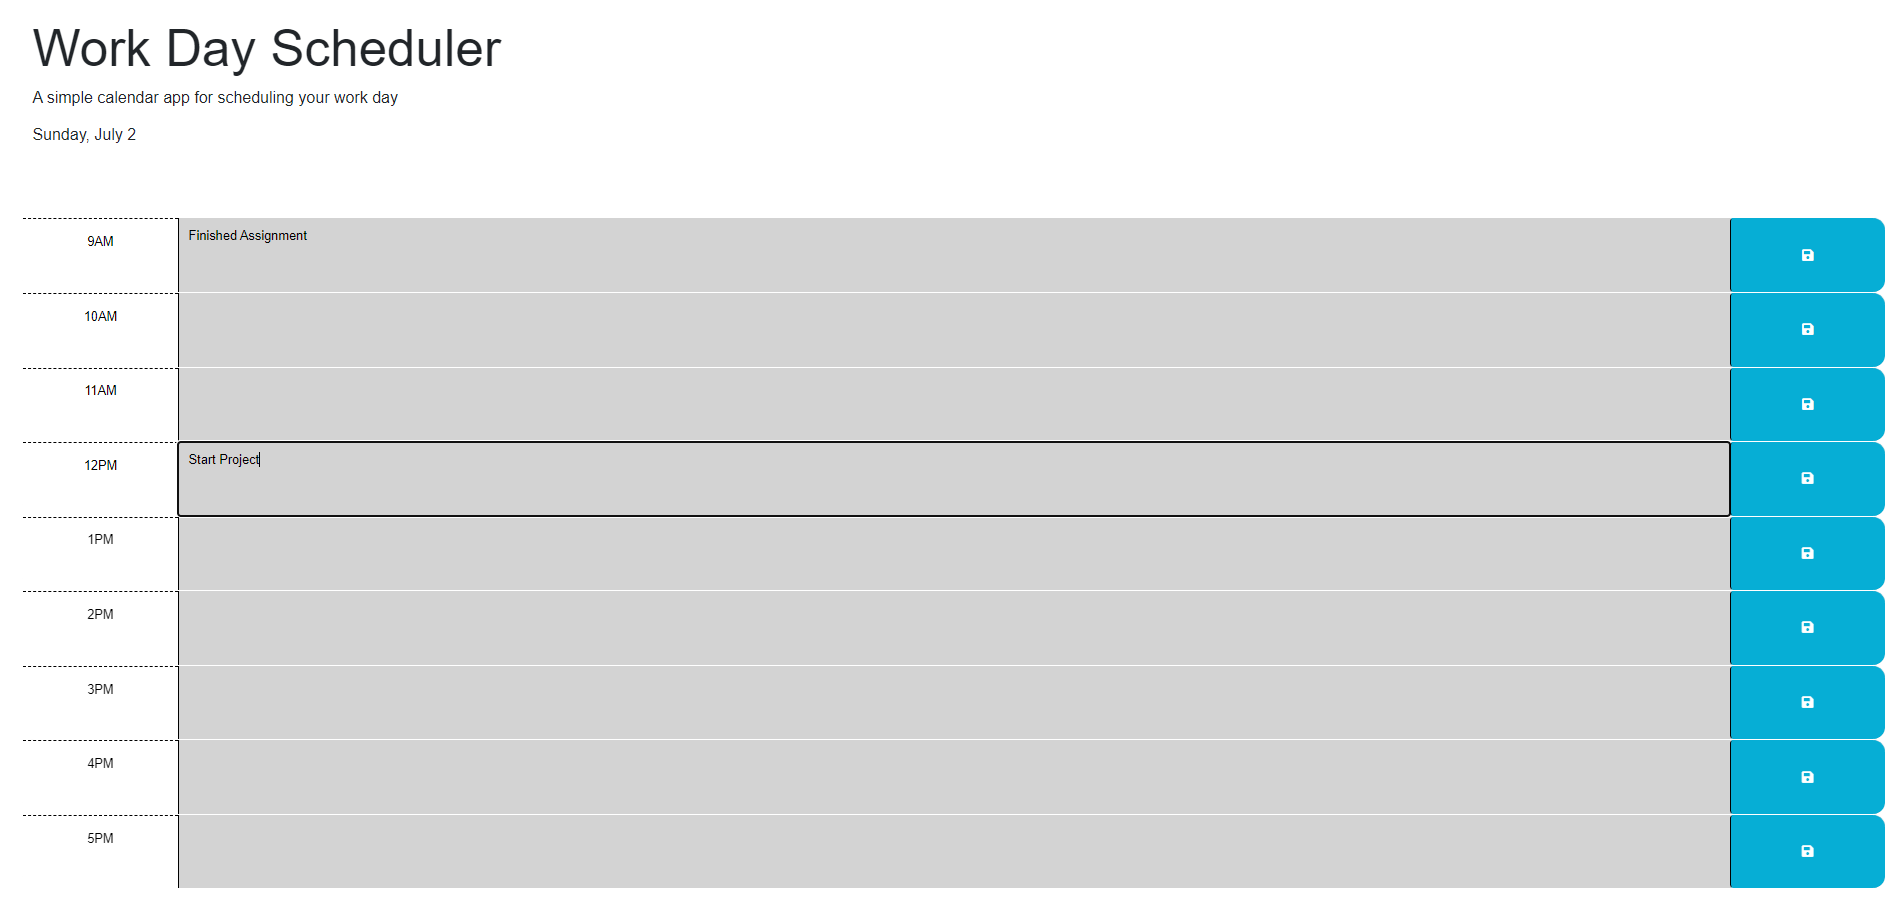 Work Day Scheduler
A simple calendar app for scheduling your work day
Sunday, July 2
9AM
Finished Assignment
10AM
11AM
12PM
Start Project
1PM
2PM
3PM
4PM
5PM